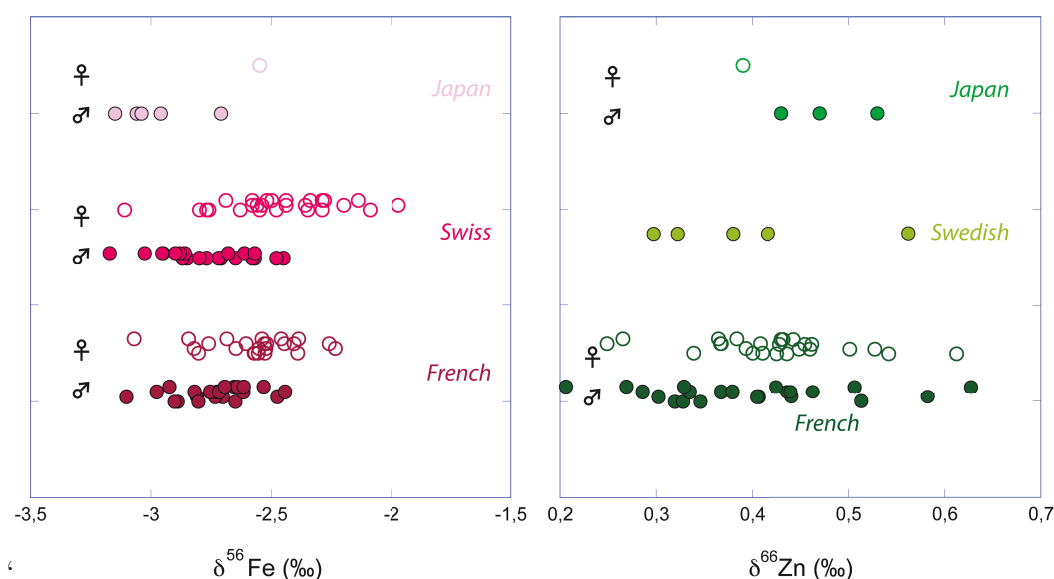 ♀ Japan
♂
♀ Swiss
♂
♀ French
♂
-3,5 -3 -2,5 -2 -1,5
δ56Fe (‰)
♀ Japan
♂
Swedish
♀
♂
French
0,2 0,3 0,4 0,5 0,6 0,7
δ66Zn (‰)
‘